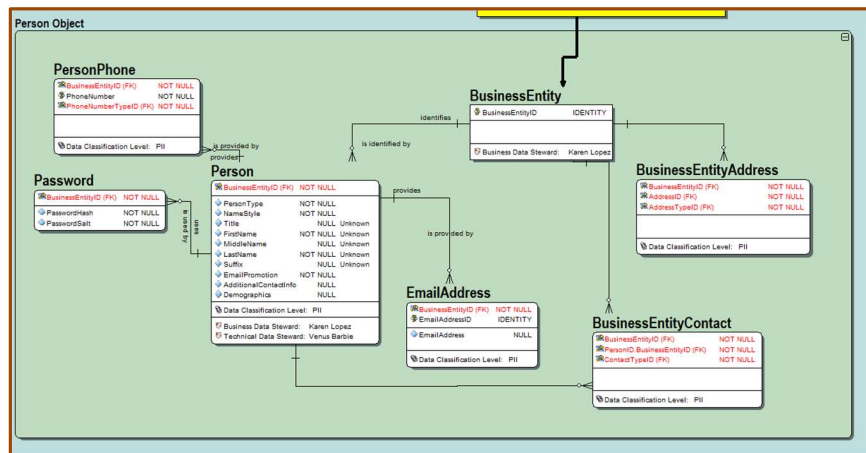 Person Object
PersonPhone
BusinessEntityID (FK) NOT NULL
PhoneNumber NOT NULL
PhoneNumberTypeID (FK) NOT NULL
Data Classification Level: PII
is provided by
provides
identifies
is identified by
BusinessEntity
BusinessEntityID IDENTITY
Business Data Steward: Karen Lopez
BusinessEntityAddress
BusinessEntityID (FK) NOT NULL
AddressID (FK) NOT NULL
AddressTypeID (FK) NOT NULL
Data Classification Level: PII
Password
BusinessEntityID (FK) NOT NULL
PasswordHash NOT NULL
PasswordSalt NOT NULL
uses
is used by
Person
BusinessEntityID (FK) NOT NULL
PersonType NOT NULL
NameStyle NOT NULL
Title NULL Unknown
FirstName NOT NULL Unknown
MiddleName NULL Unknown
LastName NOT NULL Unknown
Suffix NULL Unknown
EmailPromotion NOT NULL
AdditionalContactInfo NULL
Demographics NULL
Data Classification Level: PII
Business Data Steward: Karen Lopez
Technical Data Steward: Venus Barbie
provides
is provided by
EmailAddress
BusinessEntityID (FK) NOT NULL
EmailAddressID IDENTITY
EmailAddress NULL
Data Classification Level: PII
BusinessEntityContact
BusinessEntityID (FK) NOT NULL
PersonID.BusinessEntityID (FK) NOT NULL
ContactTypeID (FK) NOT NULL
Data Classification Level: PII